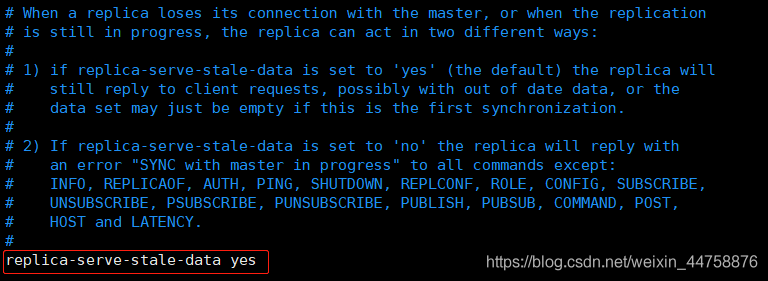 # When a replica loses its connection with the master, or when the replication
# is still in progress, the replica can act in two different ways:
#
# 1) if replica-serve-stale-data is set to 'yes' (the default) the replica will
#    still reply to client requests, possibly with out of date data, or the
#    data set may just be empty if this is the first synchronization.
#
# 2) If replica-serve-stale-data is set to 'no' the replica will reply with
#    an error "SYNC with master in progress" to all commands except:
#    INFO, REPLICAOF, AUTH, PING, SHUTDOWN, REPLCONF, ROLE, CONFIG, SUBSCRIBE,
#    UNSUBSCRIBE, PSUBSCRIBE, PUNSUBSCRIBE, PUBLISH, PUBSUB, COMMAND, POST,
#    HOST and LATENCY.
#
replica-serve-stale-data yes
https://blog.csdn.net/weixin_44758876